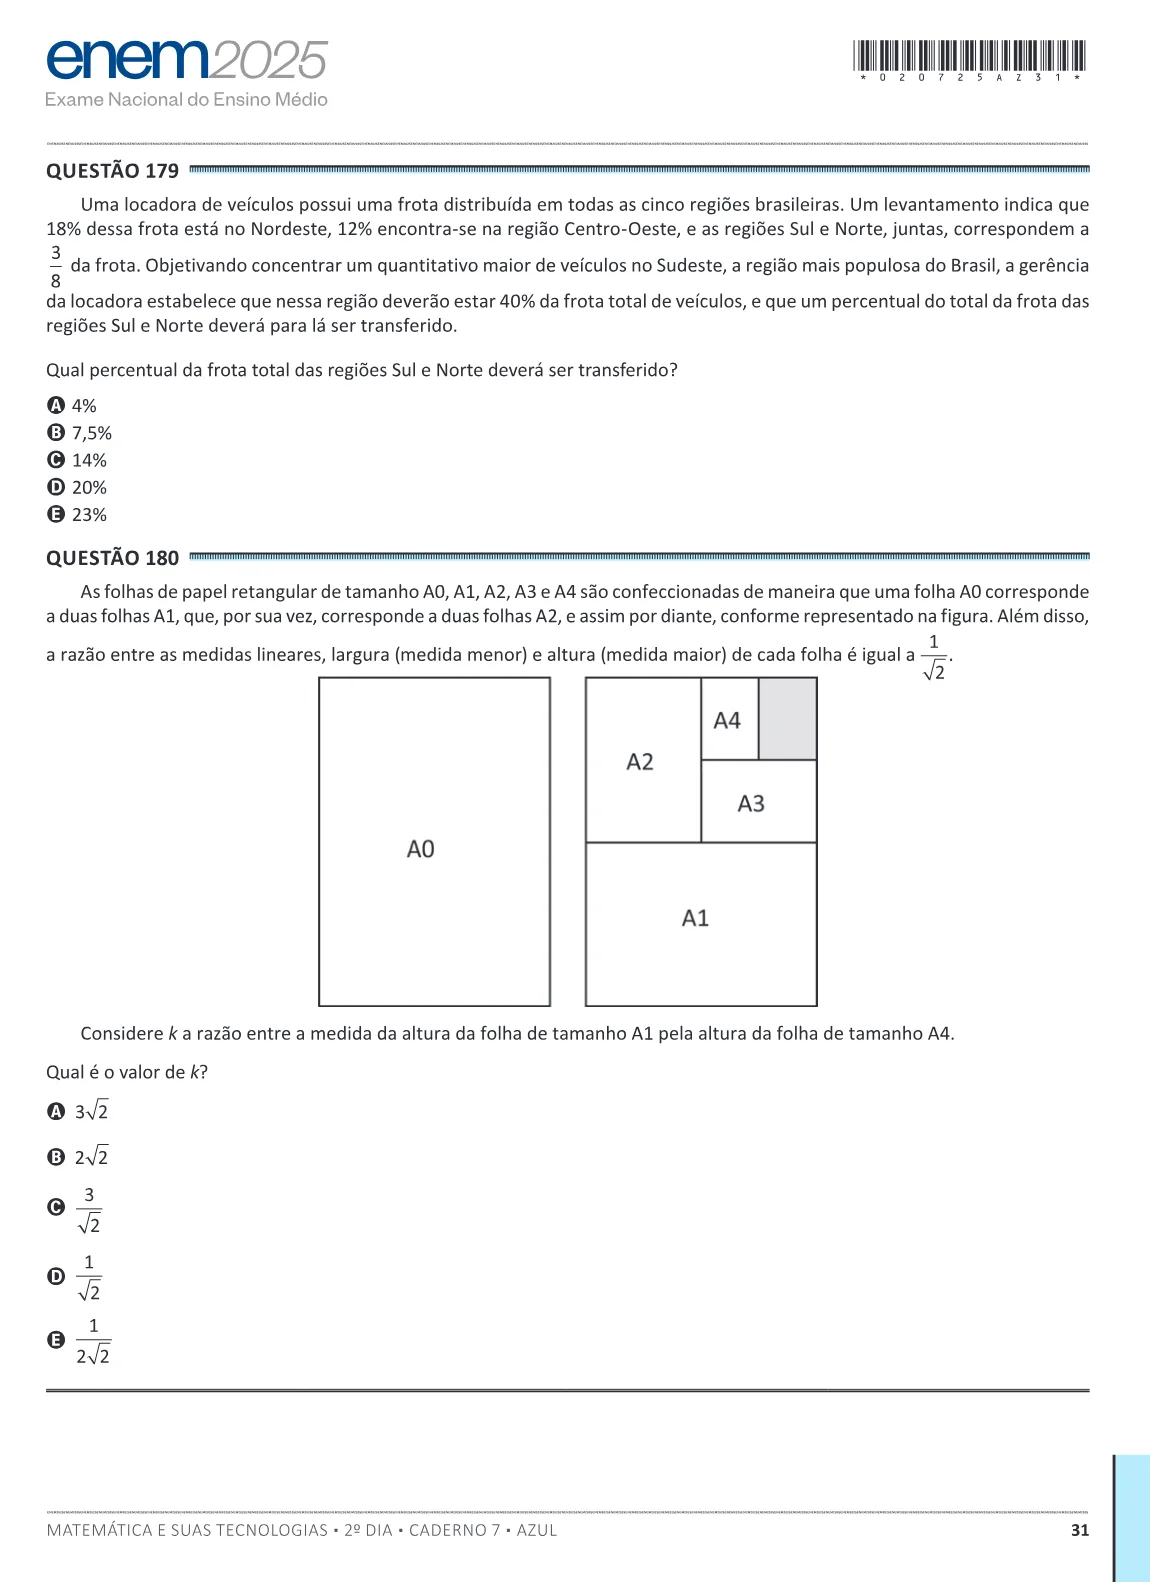 enem2025
Exame Nacional do Ensino Médio
*020725AZ31*
QUESTÃO 179
Uma locadora de veículos possui uma frota distribuída em todas as cinco regiões brasileiras. Um levantamento indica que
18% dessa frota está no Nordeste, 12% encontra-se na região Centro-Oeste, e as regiões Sul e Norte, juntas, correspondem a
3/8 da frota. Objetivando concentrar um quantitativo maior de veículos no Sudeste, a região mais populosa do Brasil, a gerência
da locadora estabelece que nessa região deverão estar 40% da frota total de veículos, e que um percentual do total da frota das
regiões Sul e Norte deverá para lá ser transferido.
Qual percentual da frota total das regiões Sul e Norte deverá ser transferido?
A 4%
B 7,5%
C 14%
D 20%
E 23%
QUESTÃO 180
As folhas de papel retangular de tamanho A0, A1, A2, A3 e A4 são confeccionadas de maneira que uma folha A0 corresponde
a duas folhas A1, que, por sua vez, corresponde a duas folhas A2, e assim por diante, conforme representado na figura. Além disso,
a razão entre as medidas lineares, largura (medida menor) e altura (medida maior) de cada folha é igual a 1/√2.
A0
A2
A4
A3
A1
Considere k a razão entre a medida da altura da folha de tamanho A1 pela altura da folha de tamanho A4.
Qual é o valor de k?
A 3√2
B 2√2
C 3/√2
D 1/√2
E 1/2√2
MATEMÁTICA E SUAS TECNOLOGIAS • 2º DIA • CADERNO 7 • AZUL
31